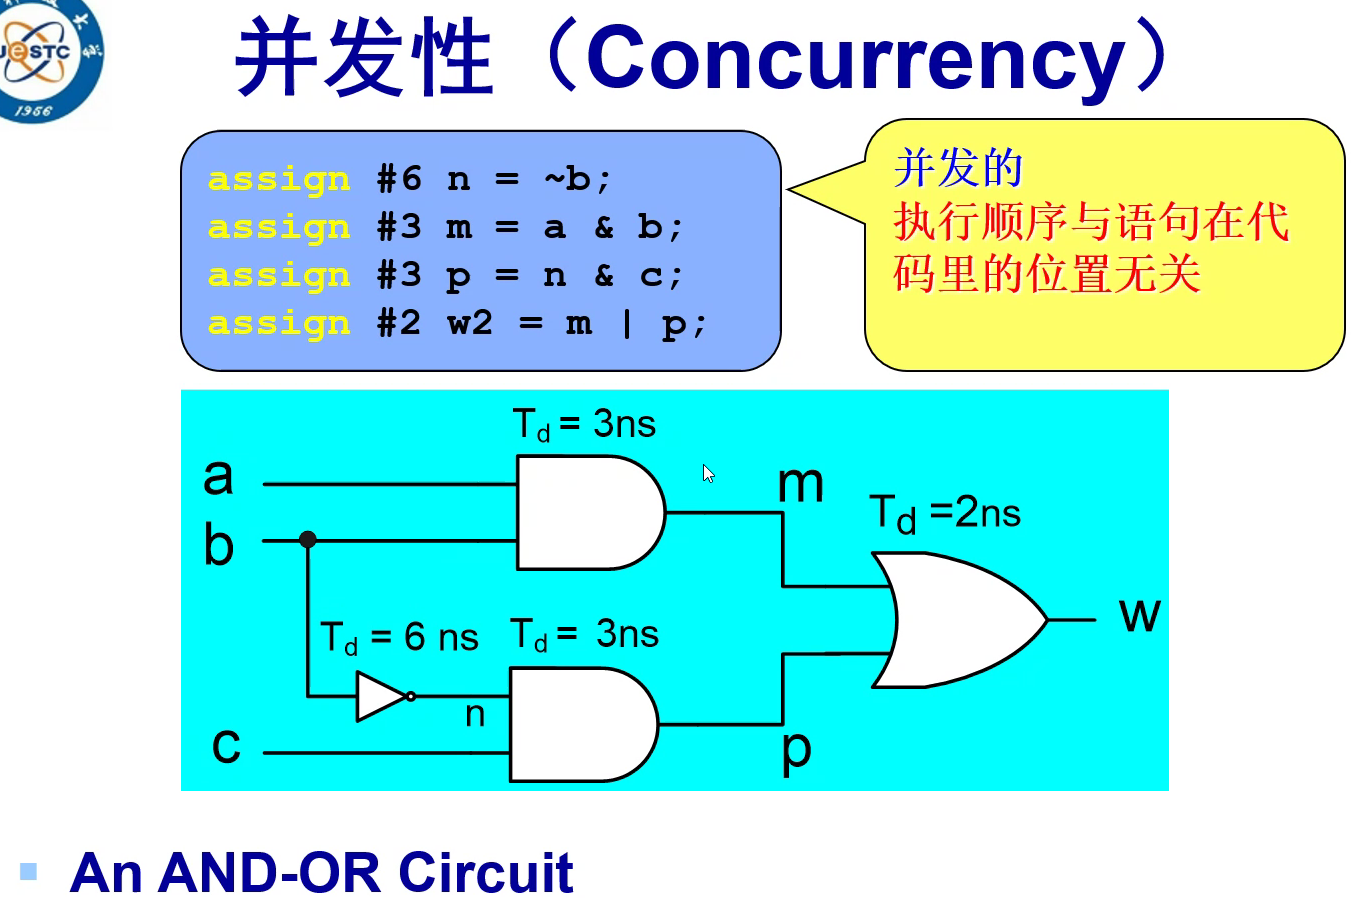 UeSTC
1956
并发性（Concurrency）
assign #6 n = ~b;
assign #3 m = a & b;
assign #3 p = n & c;
assign #2 w2 = m | p;
并发的
执行顺序与语句在代
码里的位置无关
Td = 3ns
a
m
Td =2ns
b
w
Td = 6 ns
Td = 3ns
n
c
p
An AND-OR Circuit